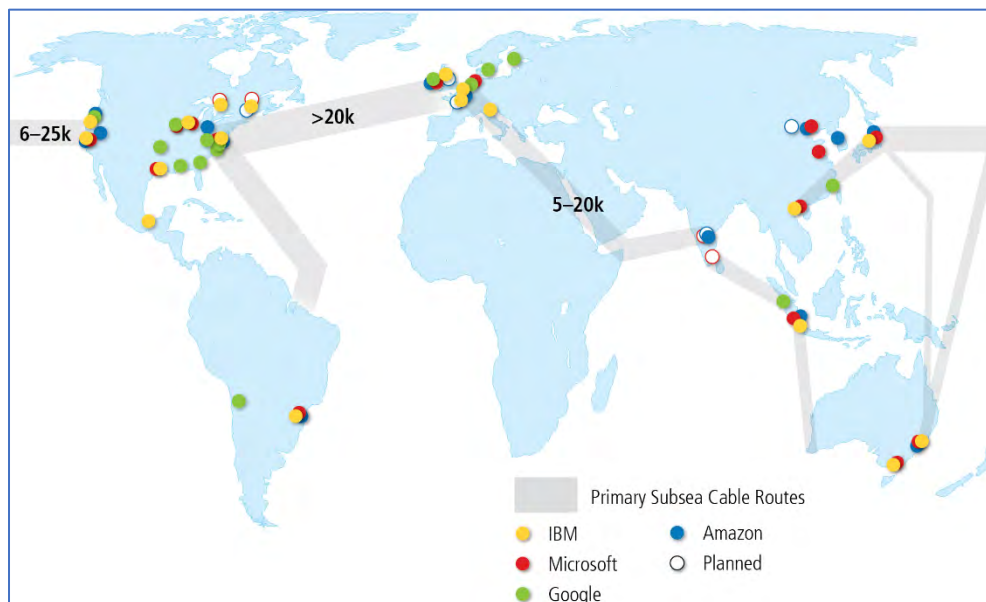 6–25k
>20k
5–20k
Primary Subsea Cable Routes
IBM
Amazon
Microsoft
Planned
Google